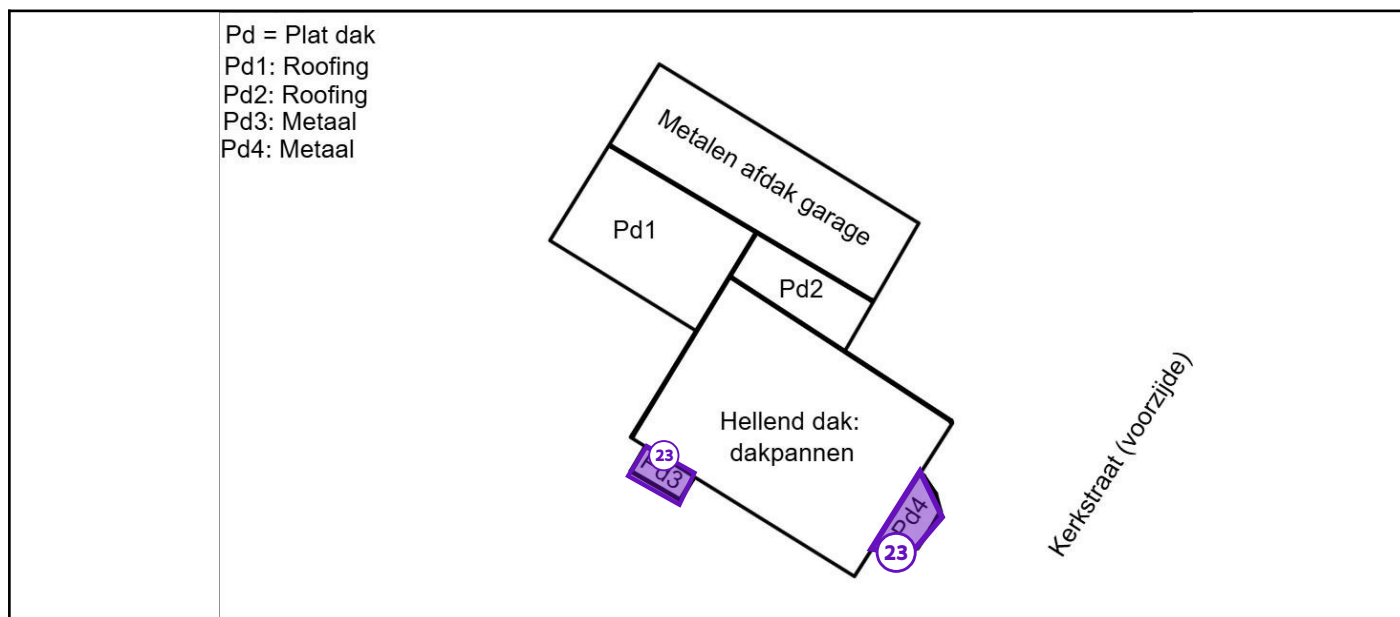 Pd = Plat dak
Pd1: Roofing
Pd2: Roofing
Pd3: Metaal
Pd4: Metaal
Metalen afdak garage
Pd1
Pd2
Hellend dak:
dakpannen
23
Pd3
Pd4
23
Kerkstraat (voorzijde)